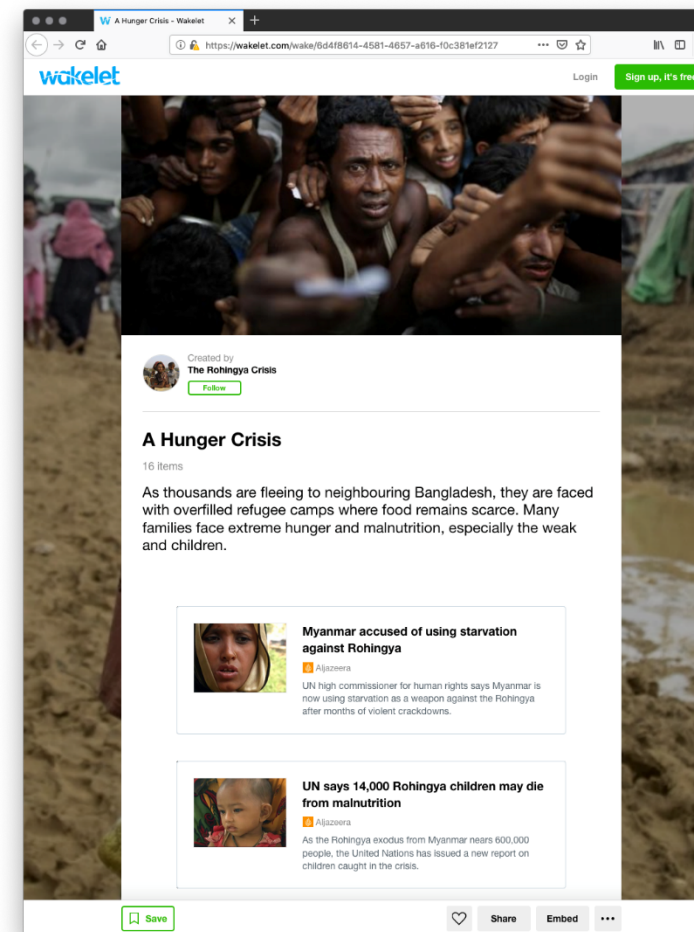 A Hunger Crisis - Wakelet
https://wakelet.com/wake/6d4f8614-4581-4657-a616-f0c381ef2127
wakelet
Login
Sign up, it's free
Created by
The Rohingya Crisis
Follow
A Hunger Crisis
16 items
As thousands are fleeing to neighbouring Bangladesh, they are faced
with overfilled refugee camps where food remains scarce. Many
families face extreme hunger and malnutrition, especially the weak
and children.
Myanmar accused of using starvation
against Rohingya
Aljazeera
UN high commissioner for human rights says Myanmar is
now using starvation as a weapon against the Rohingya
after months of violent crackdowns.
UN says 14,000 Rohingya children may die
from malnutrition
Aljazeera
As the Rohingya exodus from Myanmar nears 600,000
people, the United Nations has issued a new report on
children caught in the crisis.
Save
Share
Embed